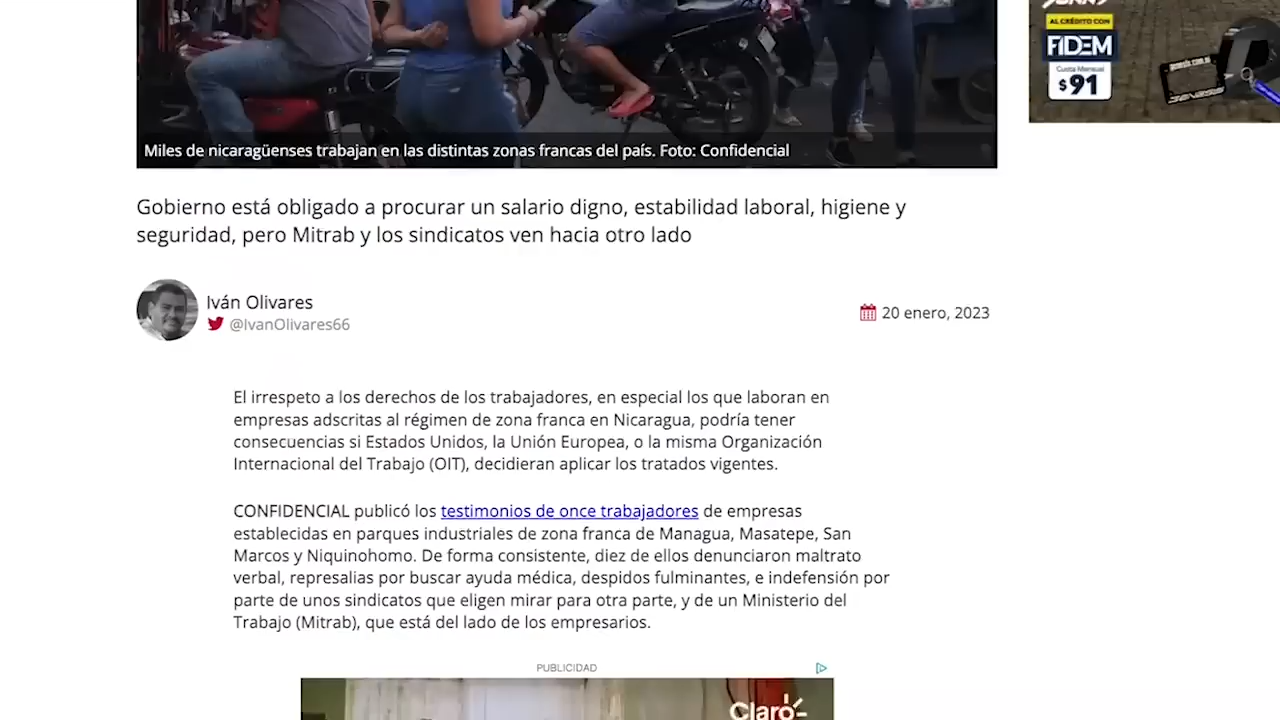 AL CRÉDITO CON
FIDEM
Cuota Mensual
$91
Miles de nicaragüenses trabajan en las distintas zonas francas del país. Foto: Confidencial
Gobierno está obligado a procurar un salario digno, estabilidad laboral, higiene y
seguridad, pero Mitrab y los sindicatos ven hacia otro lado
Iván Olivares
@IvanOlivares66
20 enero, 2023
El irrespeto a los derechos de los trabajadores, en especial los que laboran en
empresas adscritas al régimen de zona franca en Nicaragua, podría tener
consecuencias si Estados Unidos, la Unión Europea, o la misma Organización
Internacional del Trabajo (OIT), decidieran aplicar los tratados vigentes.
CONFIDENCIAL publicó los testimonios de once trabajadores de empresas
establecidas en parques industriales de zona franca de Managua, Masatepe, San
Marcos y Niquinohomo. De forma consistente, diez de ellos denunciaron maltrato
verbal, represalias por buscar ayuda médica, despidos fulminantes, e indefensión por
parte de unos sindicatos que eligen mirar para otra parte, y de un Ministerio del
Trabajo (Mitrab), que está del lado de los empresarios.
PUBLICIDAD
Claro